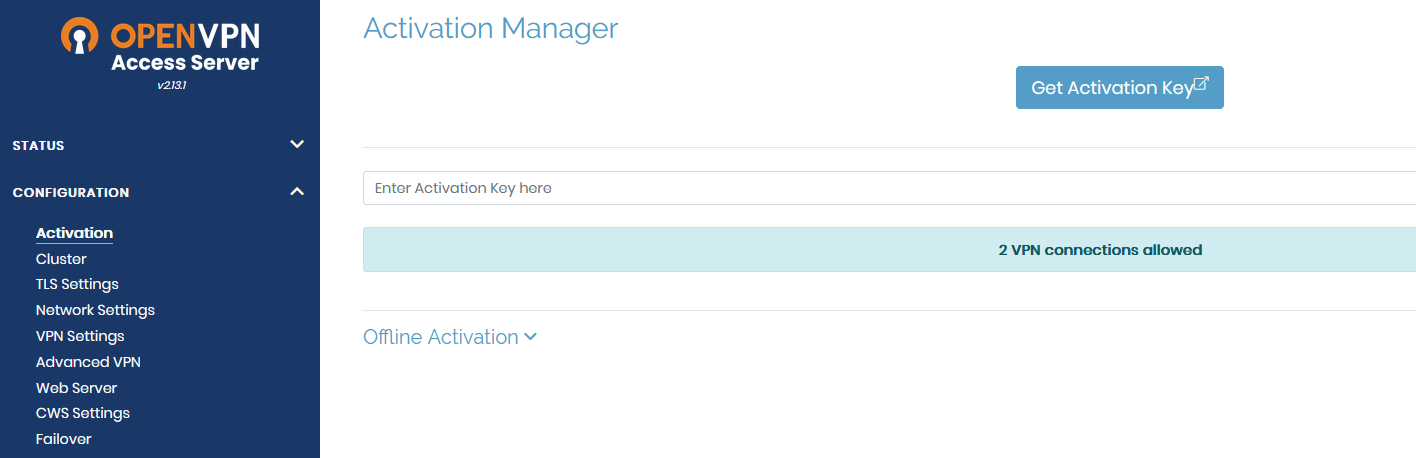 OPENVPN
Access Server
v2.13.1
STATUS
CONFIGURATION
Activation
Cluster
TLS Settings
Network Settings
VPN Settings
Advanced VPN
Web Server
CWS Settings
Failover
Activation Manager
Get Activation Key
Enter Activation Key here
2 VPN connections allowed
Offline Activation